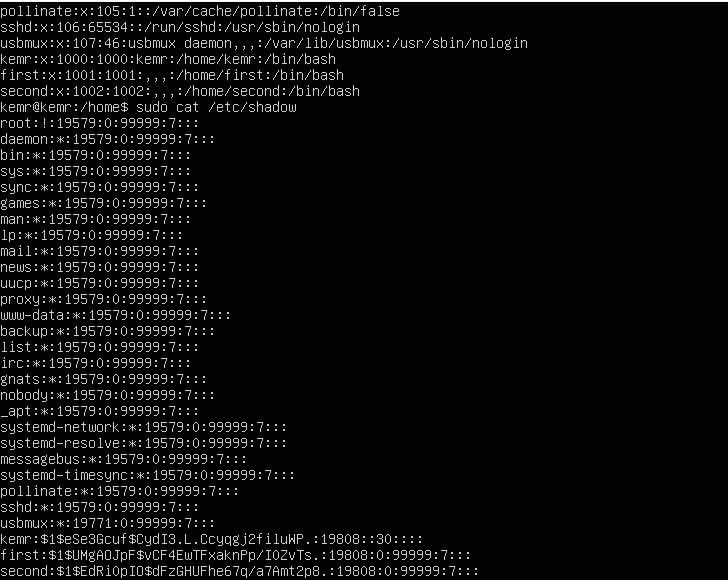 pollinate:x:105:1::/var/cache/pollinate:/bin/false
sshd:x:106:65534::/run/sshd:/usr/sbin/nologin
usbmux:x:107:46:usbmux daemon,,,:/var/lib/usbmux:/usr/sbin/nologin
kemr:x:1000:1000:kemr:/home/kemr:/bin/bash
first:x:1001:1001:,,,:/home/first:/bin/bash
second:x:1002:1002:,,,:/home/second:/bin/bash
kemr@kemr:/home$ sudo cat /etc/shadow
root:!:19579:0:99999:7:::
daemon:*:19579:0:99999:7:::
bin:*:19579:0:99999:7:::
sys:*:19579:0:99999:7:::
sync:*:19579:0:99999:7:::
games:*:19579:0:99999:7:::
man:*:19579:0:99999:7:::
lp:*:19579:0:99999:7:::
mail:*:19579:0:99999:7:::
news:*:19579:0:99999:7:::
uucp:*:19579:0:99999:7:::
proxy:*:19579:0:99999:7:::
www-data:*:19579:0:99999:7:::
backup:*:19579:0:99999:7:::
list:*:19579:0:99999:7:::
irc:*:19579:0:99999:7:::
gnats:*:19579:0:99999:7:::
nobody:*:19579:0:99999:7:::
_apt:*:19579:0:99999:7:::
systemd-network:*:19579:0:99999:7:::
systemd-resolve:*:19579:0:99999:7:::
messagebus:*:19579:0:99999:7:::
systemd-timesync:*:19579:0:99999:7:::
pollinate:*:19579:0:99999:7:::
sshd:*:19579:0:99999:7:::
usbmux:*:19771:0:99999:7:::
kemr:$1$eSe3Gcuf$CydI3.L.Ccyqgj2filuWP.:19808::30::::
first:$1$UMgAOJpF$vCF4EwTFxaknPp/I0ZvTs.:19808:0:99999:7:::
second:$1$EdRi0pIO$dFzGHUFhe67q/a7Amt2p8.:19808:0:99999:7:::